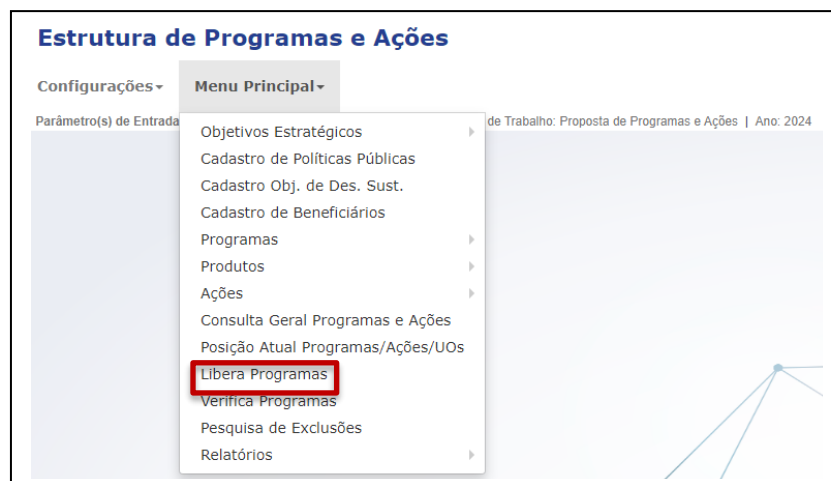 Estrutura de Programas e Ações
Configurações Menu Principal
Parâmetro(s) de Entrada de Trabalho: Proposta de Programas e Ações | Ano: 2024
Objetivos Estratégicos
Cadastro de Políticas Públicas
Cadastro Obj. de Des. Sust.
Cadastro de Beneficiários
Programas
Produtos
Ações
Consulta Geral Programas e Ações
Posição Atual Programas/Ações/UOs
Libera Programas
Verifica Programas
Pesquisa de Exclusões
Relatórios